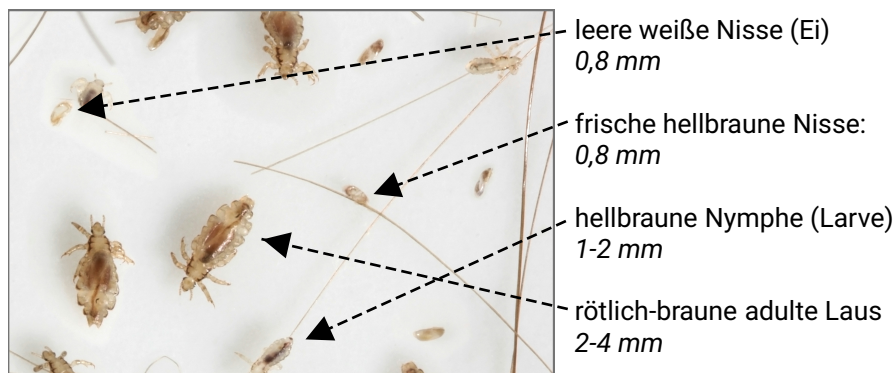 leere weiße Nisse (Ei)
0,8 mm
frische hellbraune Nisse:
0,8 mm
hellbraune Nymphe (Larve)
1-2 mm
rötlich-braune adulte Laus
2-4 mm